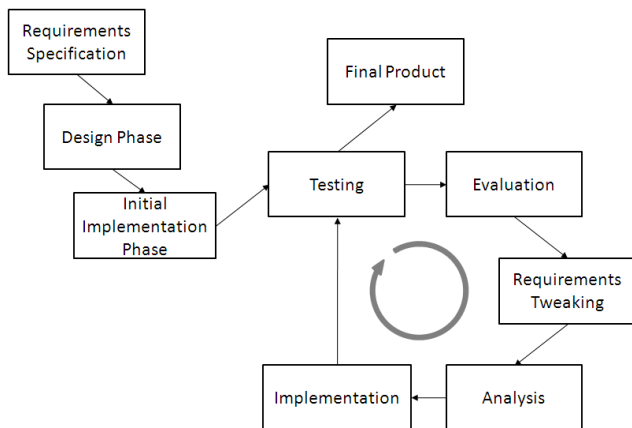 Requirements
Specification
Final Product
Design Phase
Testing
Evaluation
Initial
Implementation
Phase
Requirements
Tweaking
Implementation
Analysis